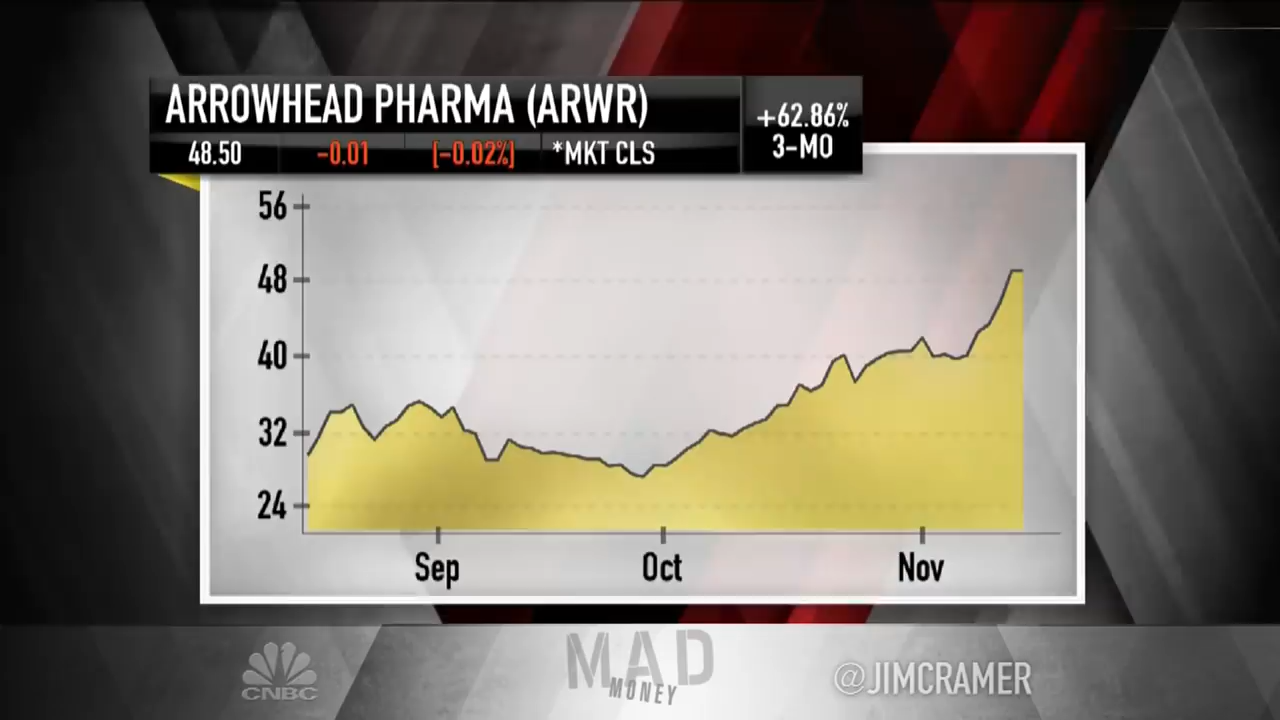 ARROWHEAD PHARMA (ARWR)
48.50 -0.01 [-0.02%] *MKT CLS
+62.86%
3-MO
56
48
40
32
24
Sep Oct Nov
CNBC
MAD
MONEY
@JIMCRAMER